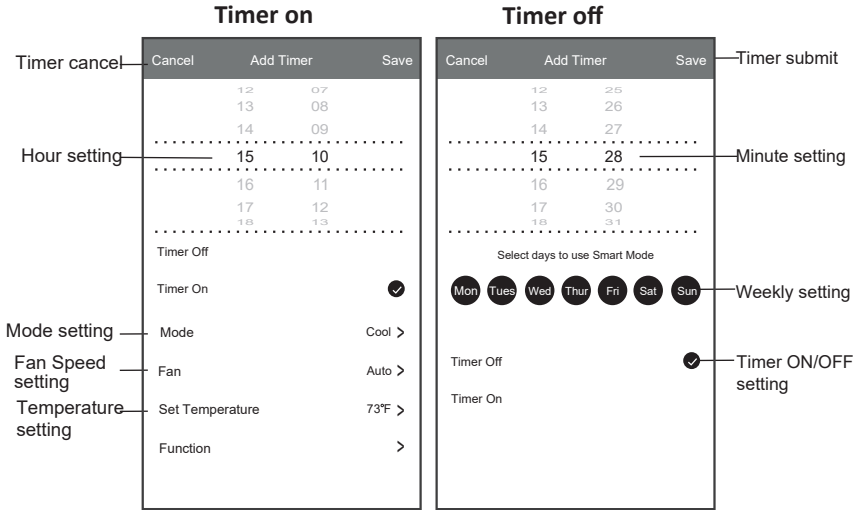 Timer on
Timer off
Timer cancel
Cancel Add Timer Save
12 07
13 08
14 09
Hour setting
15 10
16 11
17 12
18 13
Timer Off
Timer On
Mode setting
Mode Cool >
Fan Speed
setting
Fan Auto >
Temperature
setting
Set Temperature 73°F >
Function >
Cancel Add Timer Save
Timer submit
12 25
13 26
14 27
15 28
Minute setting
16 29
17 30
18 31
Select days to use Smart Mode
Mon Tues Wed Thur Fri Sat Sun
Weekly setting
Timer Off
Timer ON/OFF
setting
Timer On